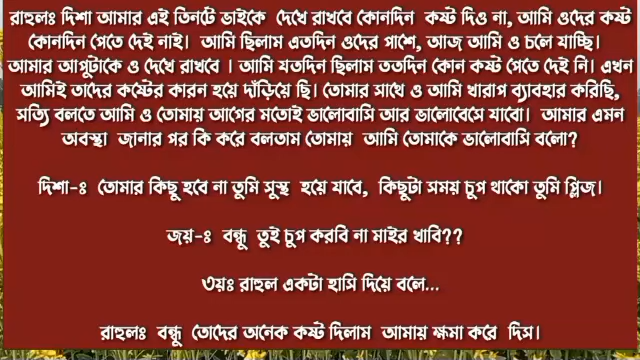 রাহুলঃ দিশা আমার এই তিনটে ভাইকে দেখে রাখবে কোনদিন কষ্ট দিও না, আমি ওদের কষ্ট
কোনদিন পেতে দেই নাই। আমি ছিলাম এতদিন ওদের পাশে, আজ আমি ও চলে যাচ্ছি।
আমার আপুটাকে ও দেখে রাখবে । আমি যতদিন ছিলাম ততদিন কোন কষ্ট পেতে দেই নি। এখন
আমিই তাদের কষ্টের কারন হয়ে দাঁড়িয়ে ছি। তোমার সাথে ও আমি খারাপ ব্যাবহার করিছি,
সত্যি বলতে আমি ও তোমায় আগের মতোই ভালোবাসি আর ভালোবেসে যাবো। আমার এমন
অবস্থা জানার পর কি করে বলতাম তোমায় আমি তোমাকে ভালোবাসি বলো?
দিশা-ঃ তোমার কিছু হবে না তুমি সুস্থ হয়ে যাবে, কিছুটা সময় চুপ থাকো তুমি প্লিজ।
জয়-ঃ বন্ধু তুই চুপ করবি না মাইর খাবি??
৩য়ঃ রাহুল একটা হাসি দিয়ে বলে...
রাহুলঃ বন্ধু তোদের অনেক কষ্ট দিলাম আমায় ক্ষমা করে দিস।